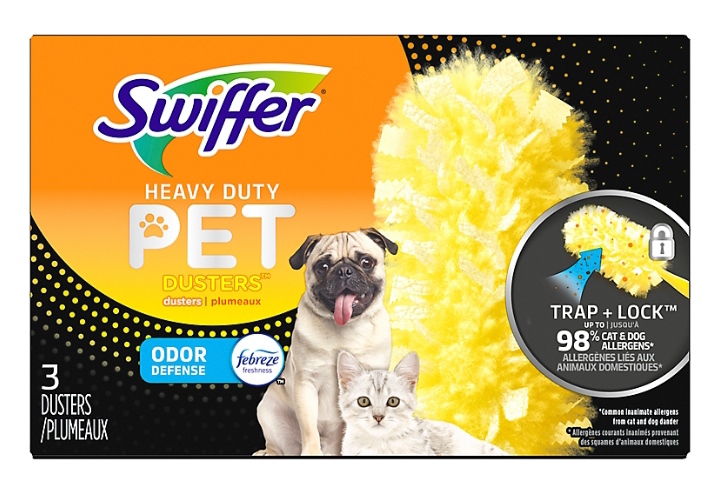 Swiffer
HEAVY DUTY
PET
DUSTERS™
dusters | plumeaux
ODOR
DEFENSE
febreze
freshness
™
3
DUSTERS
/PLUMEAUX
TRAP + LOCK™
UP TO | JUSQU'À
98% CAT & DOG
ALLERGENS*
ALLERGÈNES LIÉS AUX
ANIMAUX DOMESTIQUES*
*Common inanimate allergens
from cat and dog dander
*Allergènes courants inanimés provenant
des squames d'animaux domestiques